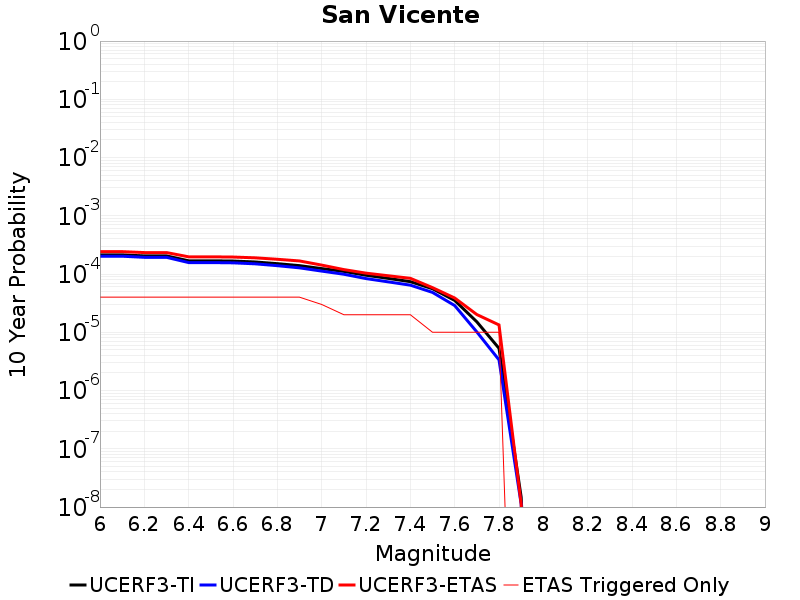 San Vicente
10 Year Probability
10^0
10^-1
10^-2
10^-3
10^-4
10^-5
10^-6
10^-7
10^-8
6 6.2 6.4 6.6 6.8 7 7.2 7.4 7.6 7.8 8 8.2 8.4 8.6 8.8 9
Magnitude
UCERF3-TI UCERF3-TD UCERF3-ETAS ETAS Triggered Only